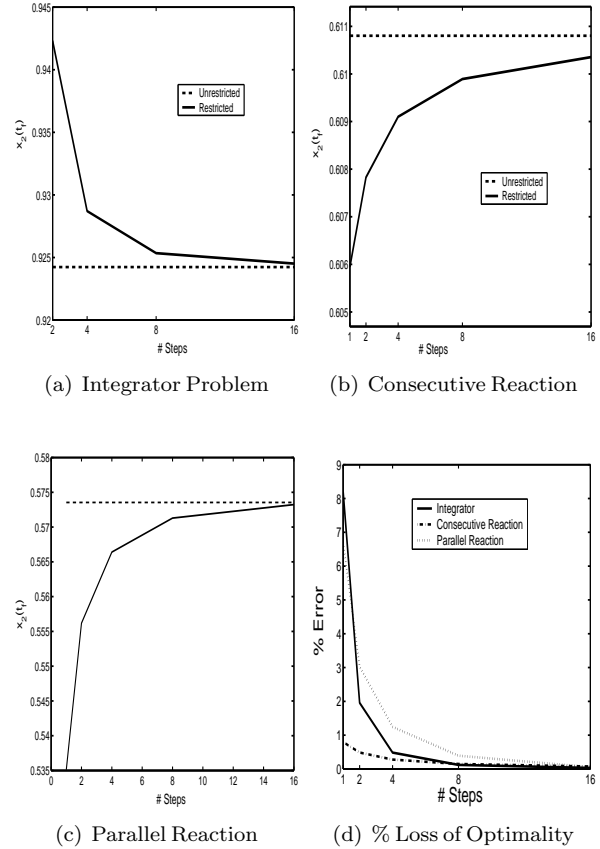 0.945
0.94
0.935
0.93
0.925
0.92
x2(tf)
Unrestricted
Restricted
2 4 8 16
# Steps
(a) Integrator Problem
0.611
0.61
0.609
0.608
0.607
0.606
0.605
x2(tf)
Unrestricted
Restricted
1 2 4 8 16
# Steps
(b) Consecutive Reaction
0.58
0.575
0.57
0.565
0.56
0.555
0.55
0.545
0.54
0.535
x2(tf)
0 2 4 6 8 10 12 14 16
# Steps
(c) Parallel Reaction
9
8
7
6
5
4
3
2
1
0
% Error
Integrator
Consecutive Reaction
Parallel Reaction
1 2 4 8 16
# Steps
(d) % Loss of Optimality